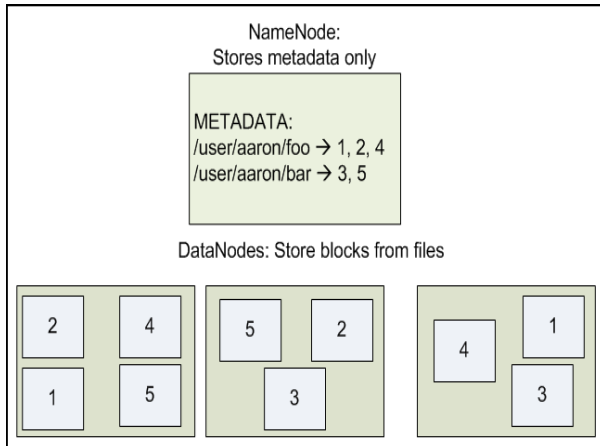 NameNode:
Stores metadata only
METADATA:
/user/aaron/foo → 1, 2, 4
/user/aaron/bar → 3, 5
DataNodes: Store blocks from files
2 4
1 5
5 2
3
1
4
3